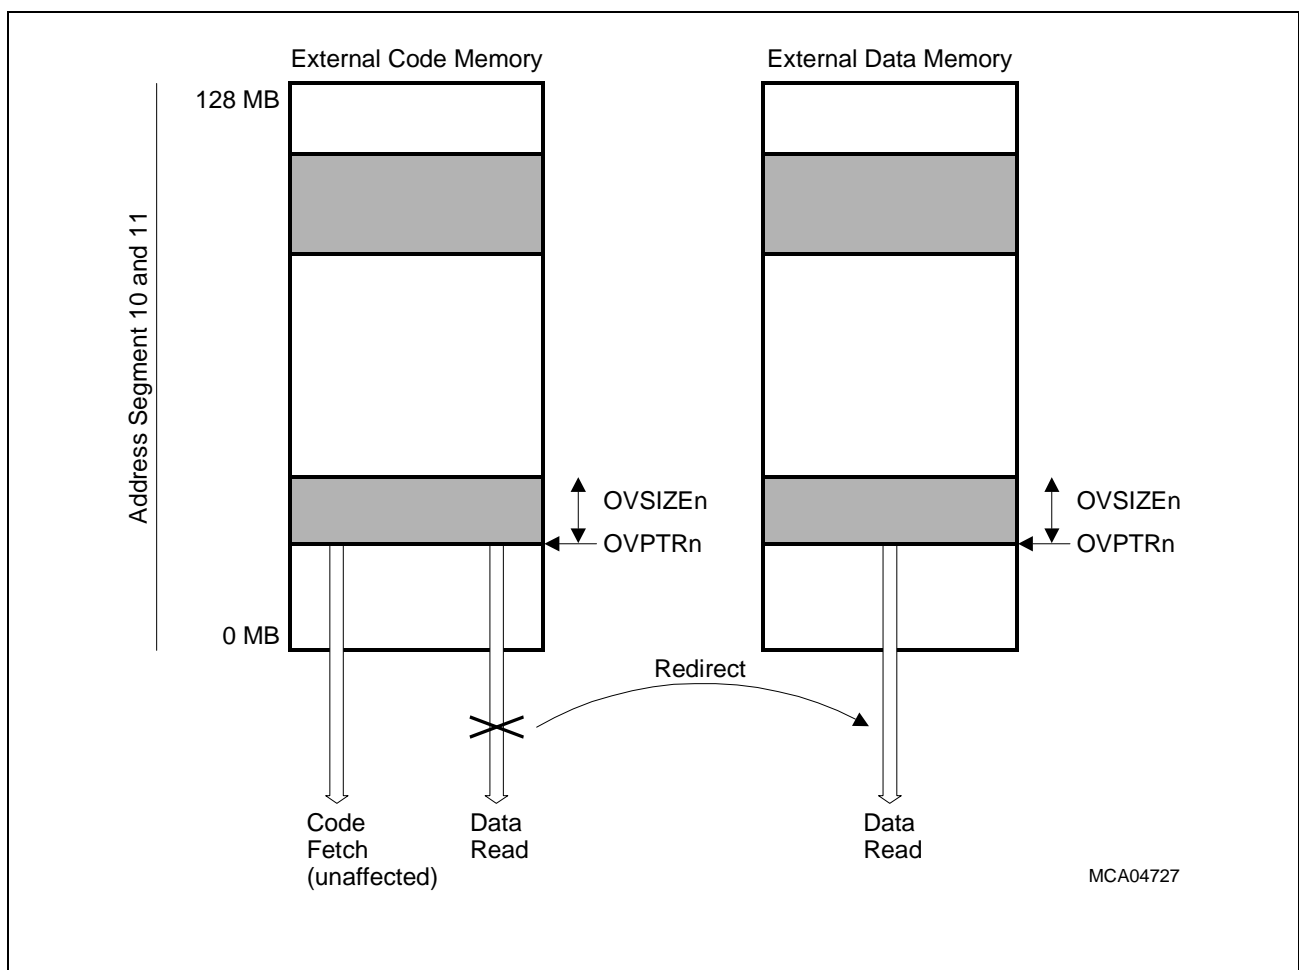 External Code Memory
External Data Memory
128 MB
Address Segment 10 and 11
OVSIZEn
OVSIZEn
OVPTRn
OVPTRn
0 MB
Redirect
Code
Fetch
(unaffected)
Data
Read
Data
Read
MCA04727